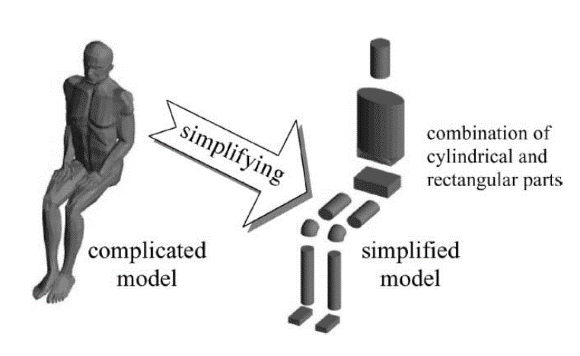 simplifying
combination of
cylindrical and
rectangular parts
complicated
model
simplified
model